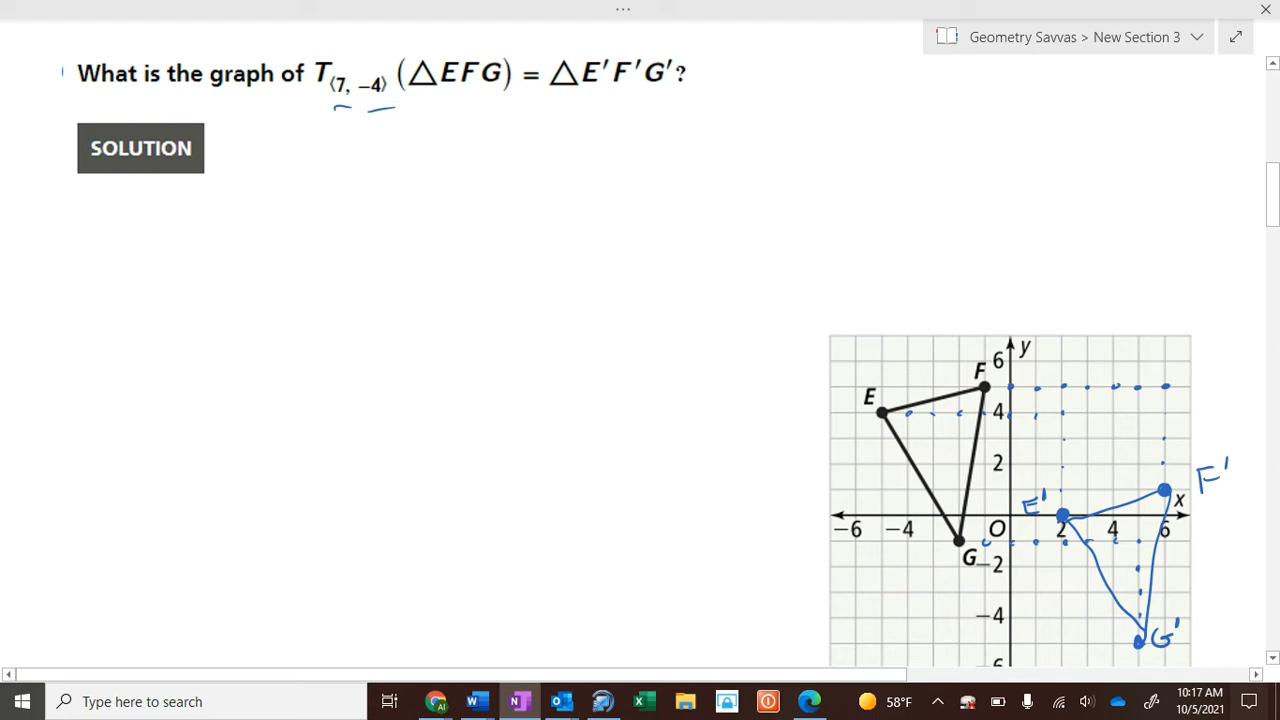 Geometry Savvas > New Section 3
What is the graph of T⟨7, −4⟩ (△EFG) = △E′F′G′?
SOLUTION
y
6
F
E
4
2
F'
E'
x
−6 −4 O 2 4 6
G
−2
−4
G'
−6
Type here to search
58°F
10:17 AM
10/5/2021